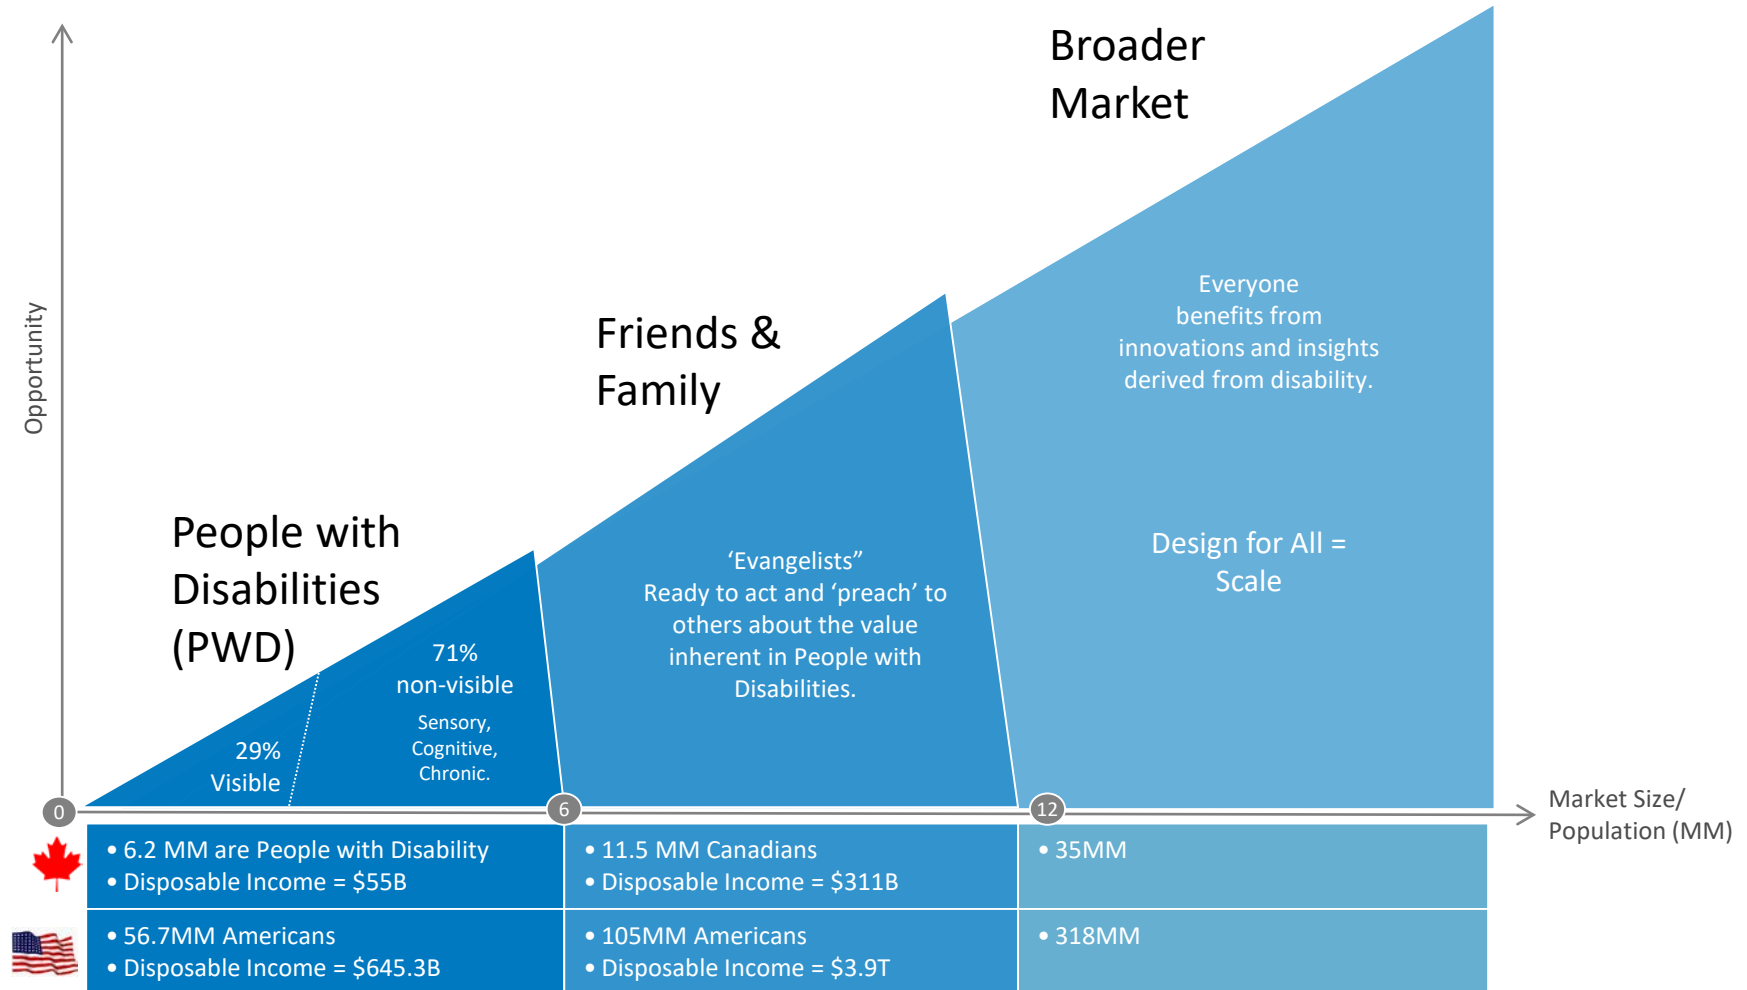 Broader
Market
Opportunity
Friends &
Family
Everyone
benefits from
innovations and insights
derived from disability.
People with
Disabilities
(PWD)
‘Evangelists”
Ready to act and ‘preach’ to
others about the value
inherent in People with
Disabilities.
Design for All =
Scale
71%
non-visible
Sensory,
Cognitive,
Chronic.
29%
Visible
0
6
12
Market Size/
Population (MM)
• 6.2 MM are People with Disability
• Disposable Income = $55B
• 11.5 MM Canadians
• Disposable Income = $311B
• 35MM
• 56.7MM Americans
• Disposable Income = $645.3B
• 105MM Americans
• Disposable Income = $3.9T
• 318MM